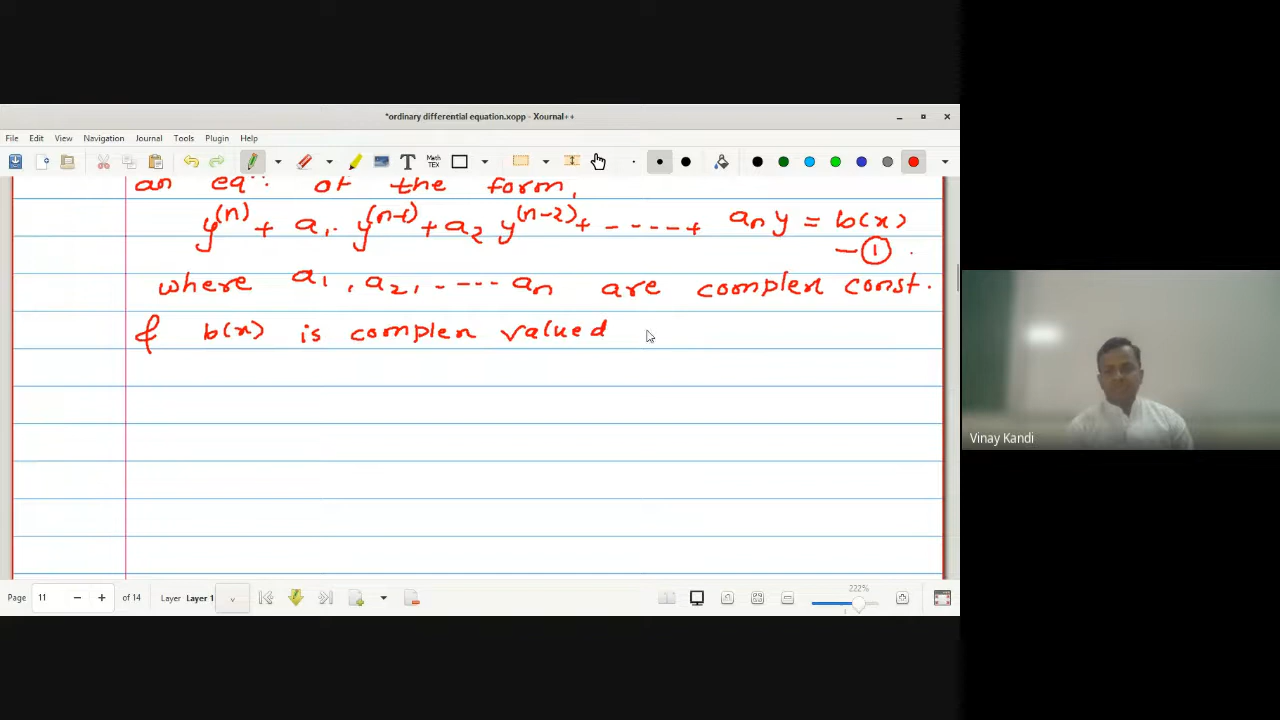 *ordinary differential equation.xopp - Xournal++
File Edit View Navigation Journal Tools Plugin Help
an eqⁿ. of the form,
y⁽ⁿ⁾ + a₁. y⁽ⁿ⁻¹⁾ + a₂ y⁽ⁿ⁻²⁾ + - - - - - + aₙ y = b(x)
— ①.
where a₁, a₂, - - - - aₙ are complex const.
& b(x) is complex valued
Vinay Kandi
Page 11 of 14 Layer Layer 1 222%